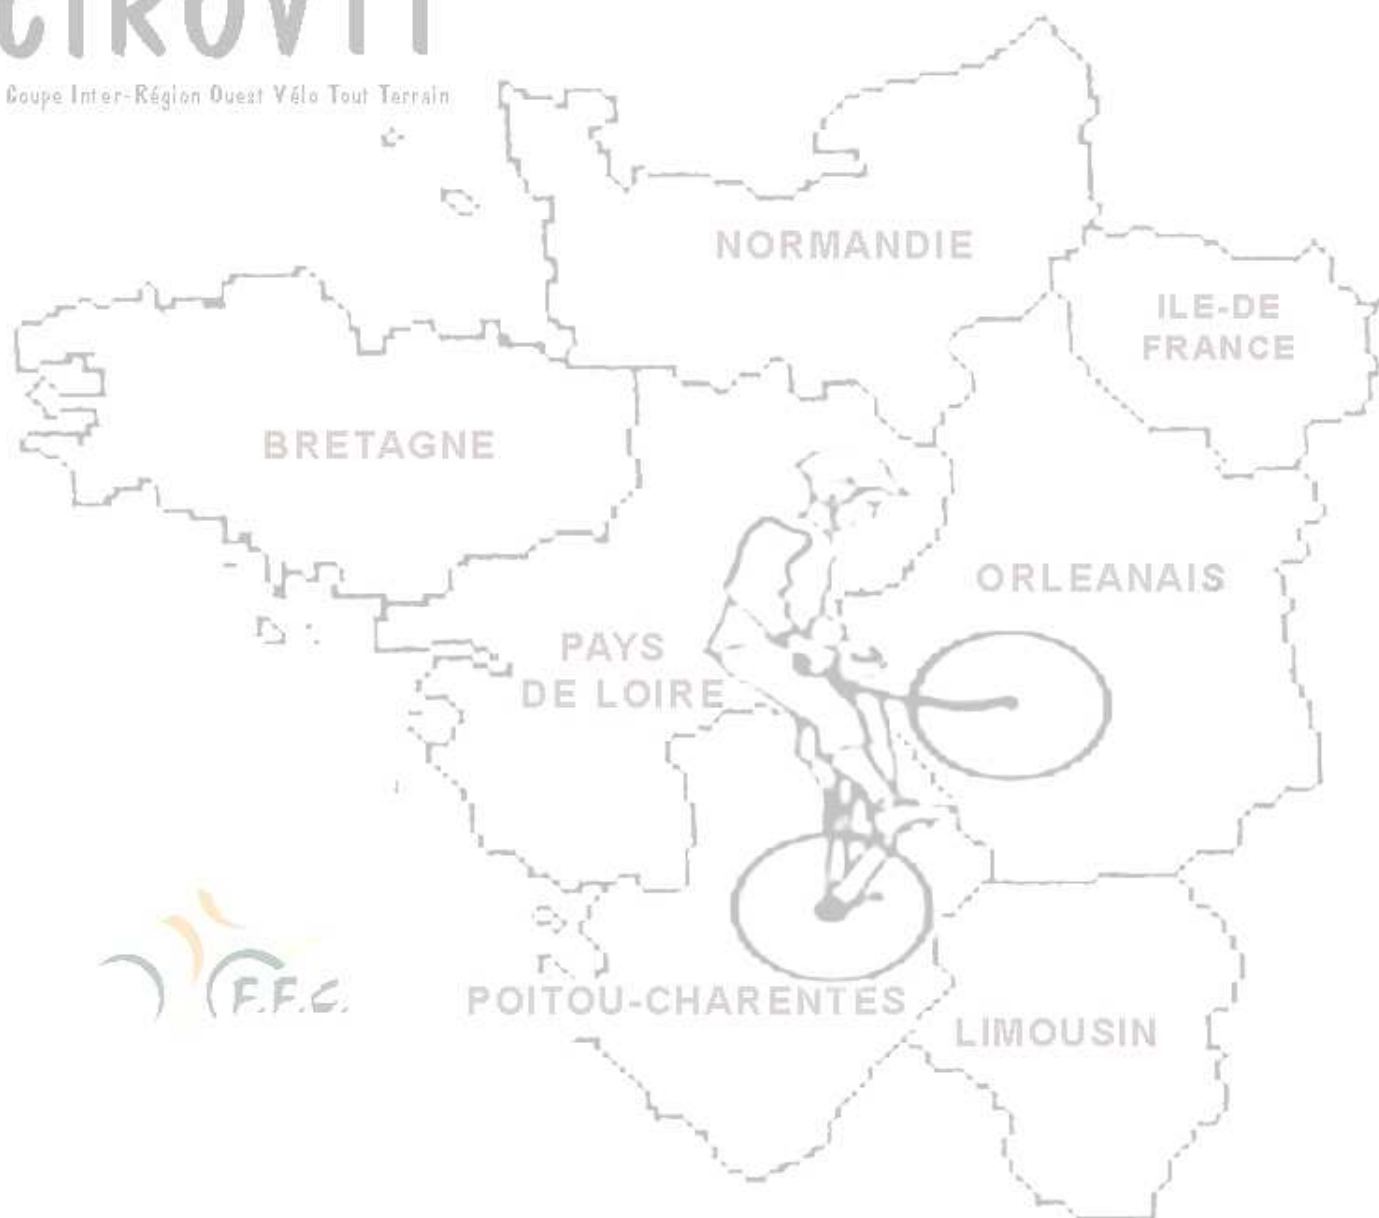 CIROVTT
Coupe Inter-Région Ouest Vélo Tout Terrain
NORMANDIE
ILE-DE
FRANCE
BRETAGNE
ORLEANAIS
PAYS
DE LOIRE
F.F.C.
POITOU-CHARENTES
LIMOUSIN